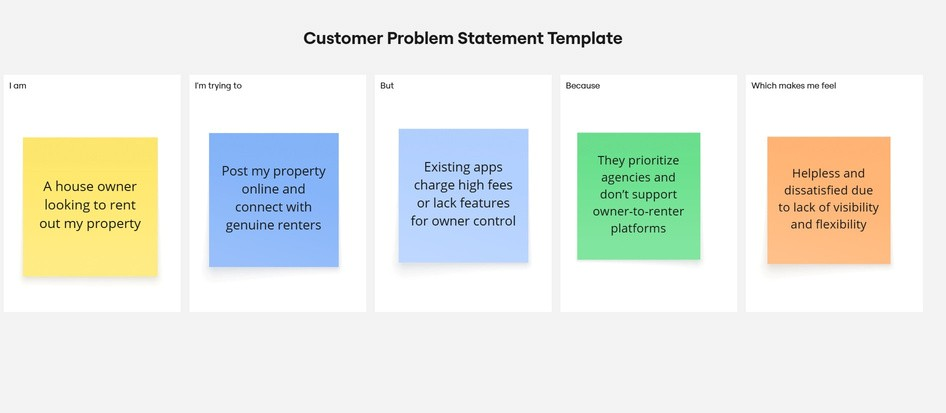 Customer Problem Statement Template
I am
A house owner
looking to rent
out my property
I'm trying to
Post my property
online and
connect with
genuine renters
But
Existing apps
charge high fees
or lack features
for owner control
Because
They prioritize
agencies and
don't support
owner-to-renter
platforms
Which makes me feel
Helpless and
dissatisfied due
to lack of visibility
and flexibility